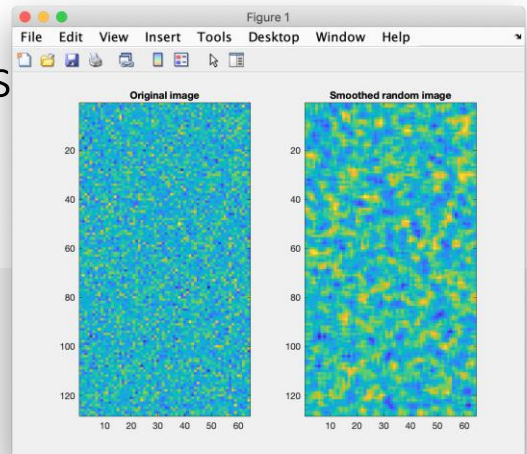 Figure 1
File Edit View Insert Tools Desktop Window Help
S
Original image
Smoothed random image
20
40
60
80
100
120
10 20 30 40 50 60
20
40
60
80
100
120
10 20 30 40 50 60